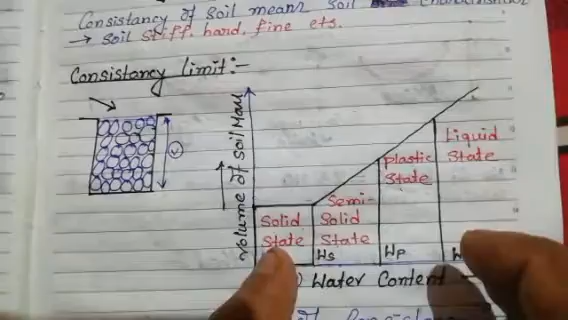 Consistancy of soil means soil
→ Soil stiff, hard, fine ets.
Consistancy limit:-
V
Volume of Soil Mass
Solid
State
Semi-
Solid
State
Plastic
State
Liquid
State
Ws
Wp
W
Water Content
of